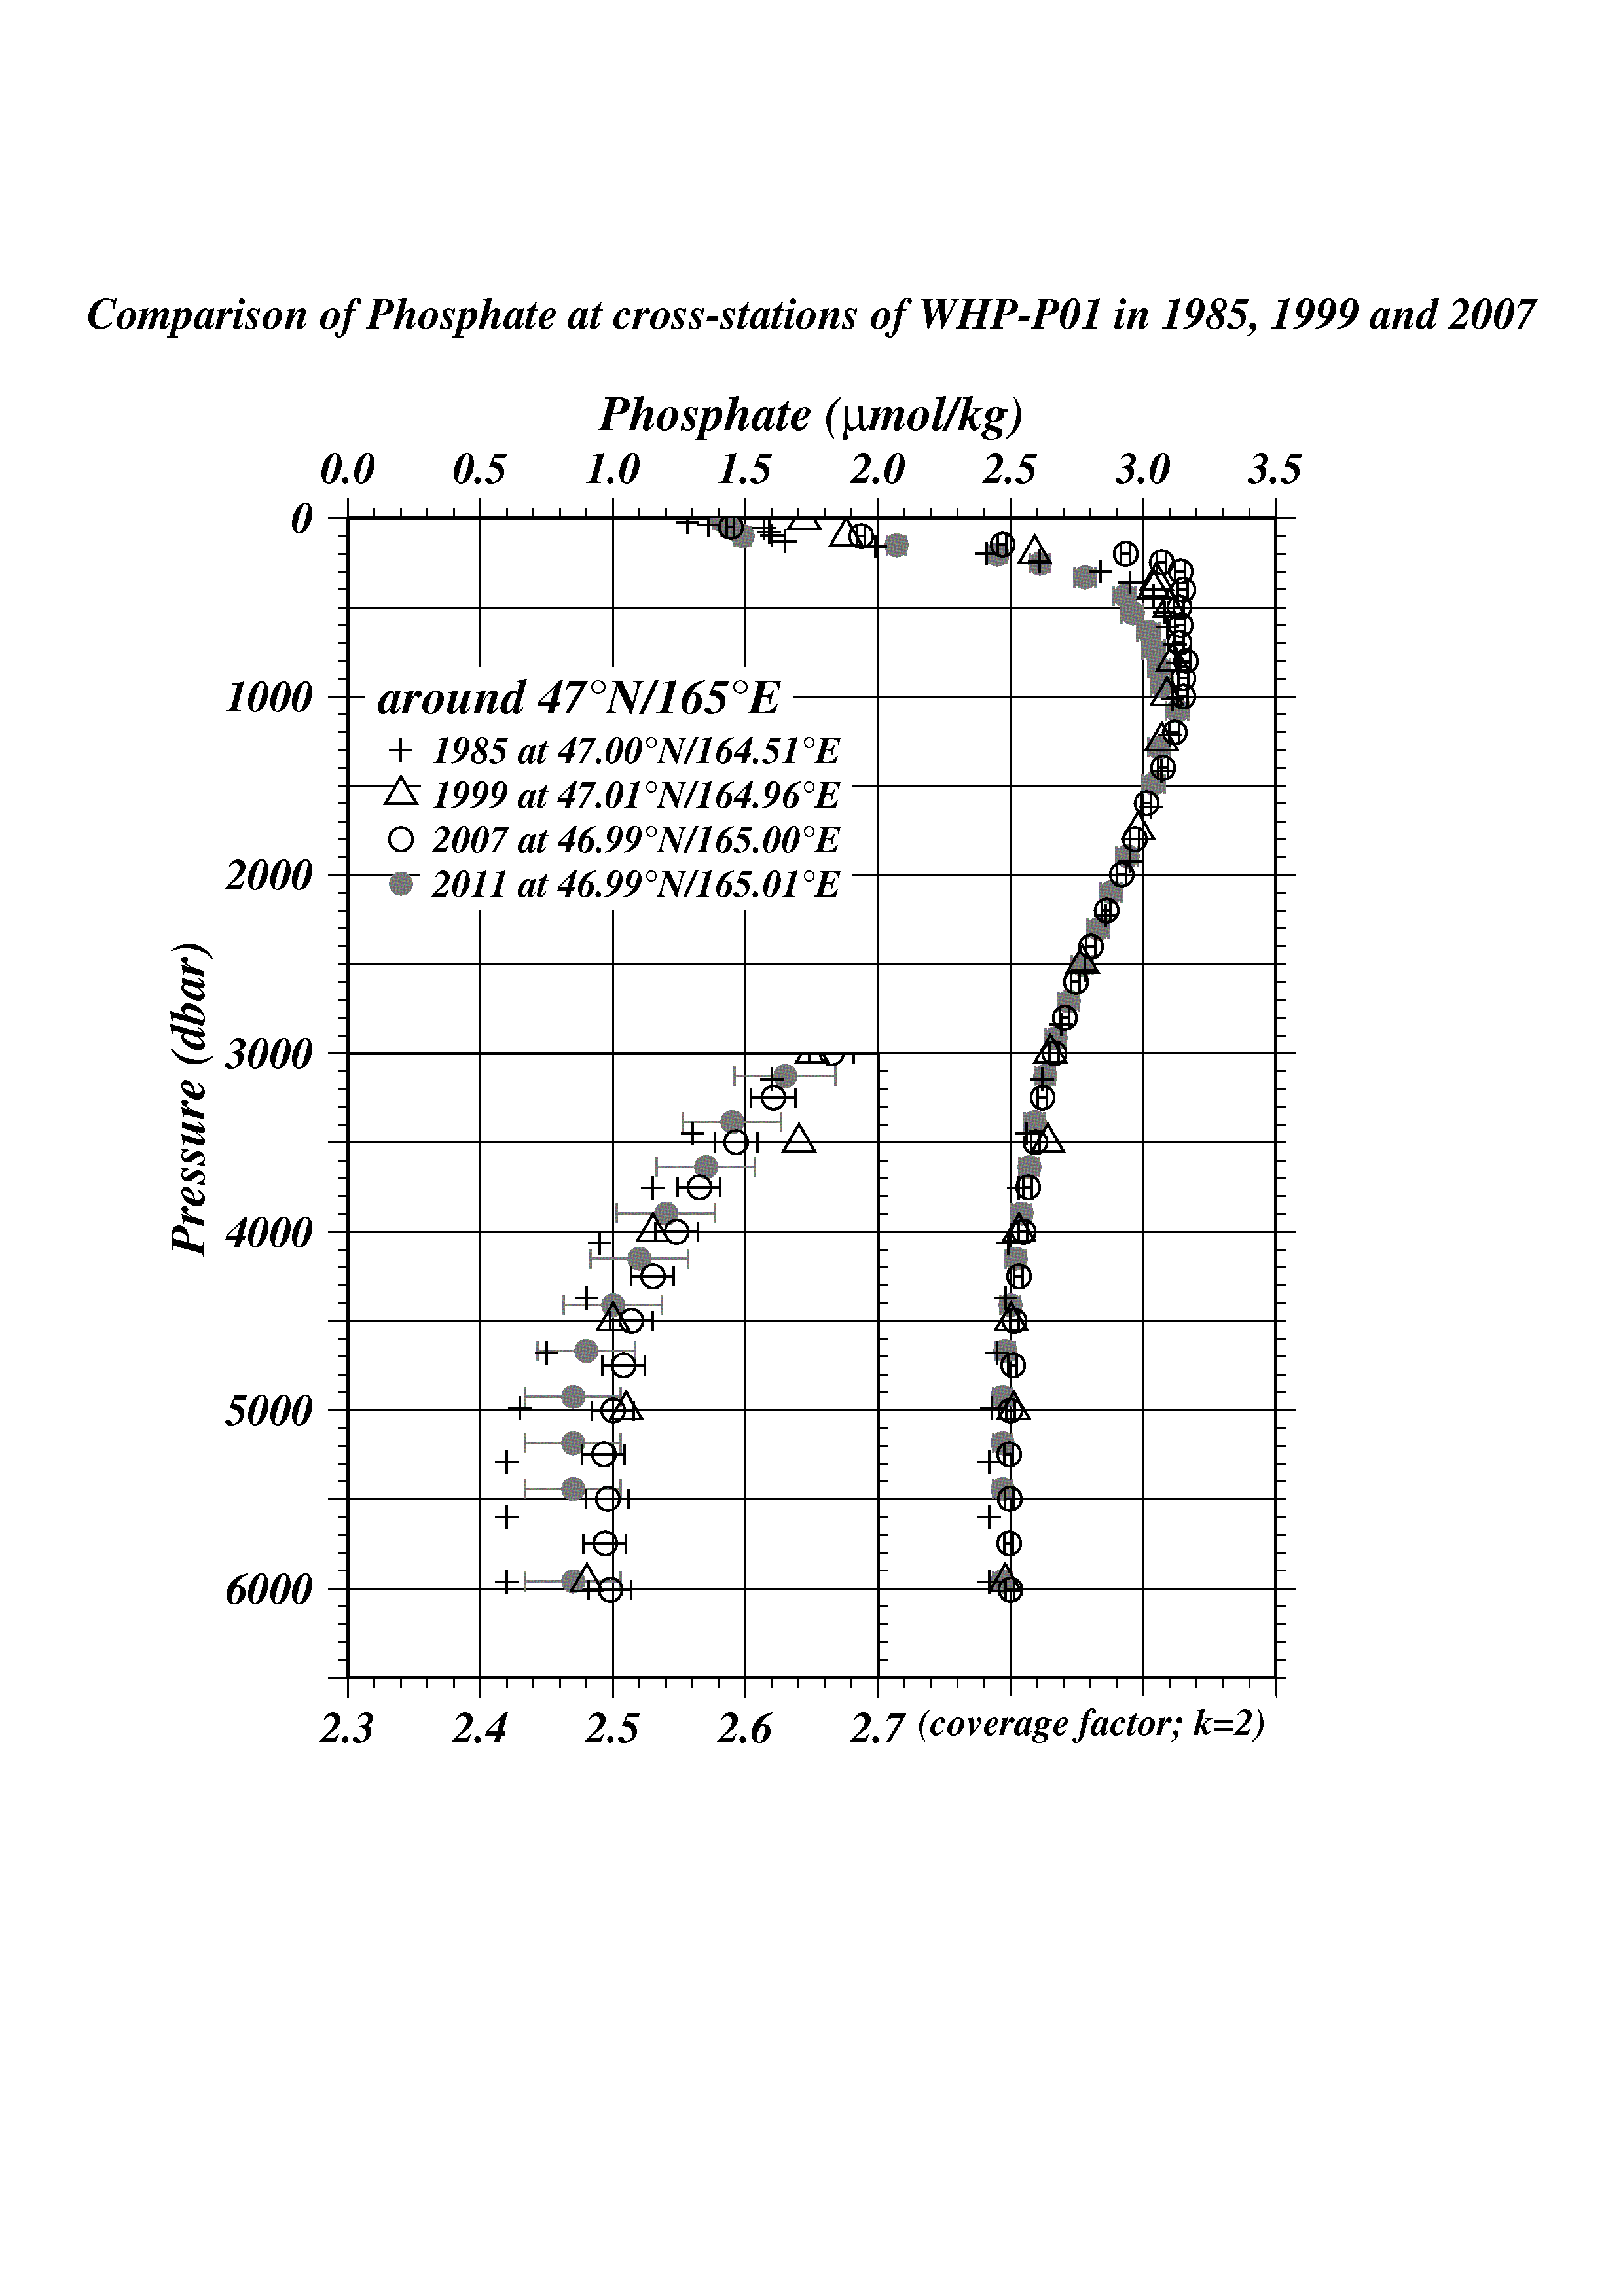 Comparison of Phosphate at cross-stations of WHP-P01 in 1985, 1999 and 2007
Phosphate (μmol/kg)
0.0 0.5 1.0 1.5 2.0 2.5 3.0 3.5
0
1000
2000
3000
4000
5000
6000
Pressure (dbar)
around 47°N/165°E
1985 at 47.00°N/164.51°E
1999 at 47.01°N/164.96°E
2007 at 46.99°N/165.00°E
2011 at 46.99°N/165.01°E
2.3 2.4 2.5 2.6 2.7 (coverage factor; k=2)